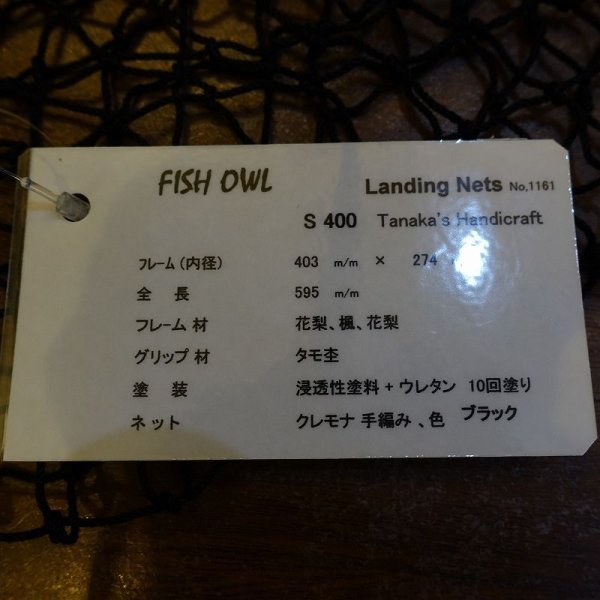 FISH OWL
Landing Nets No,1161
S 400 Tanaka's Handicraft
フレーム (内径) 403 m/m × 274
全 長 595 m/m
フレーム 材 花梨、楓、花梨
グリップ 材 タモ杢
塗 装 浸透性塗料 + ウレタン 10回塗り
ネ ッ ト クレモナ 手編み 、色 ブラック